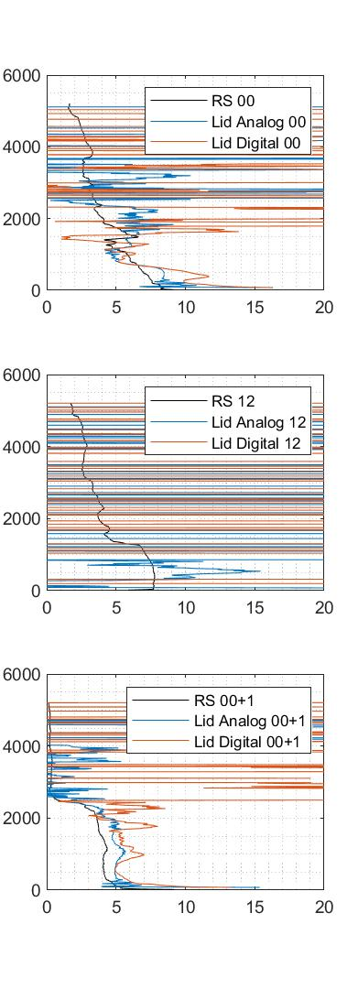 6000
RS 00
Lid Analog 00
4000
Lid Digital 00
2000
0
0 5 10 15 20
6000
RS 12
Lid Analog 12
4000
Lid Digital 12
2000
0
0 5 10 15 20
6000
RS 00+1
Lid Analog 00+1
4000
Lid Digital 00+1
2000
0
0 5 10 15 20